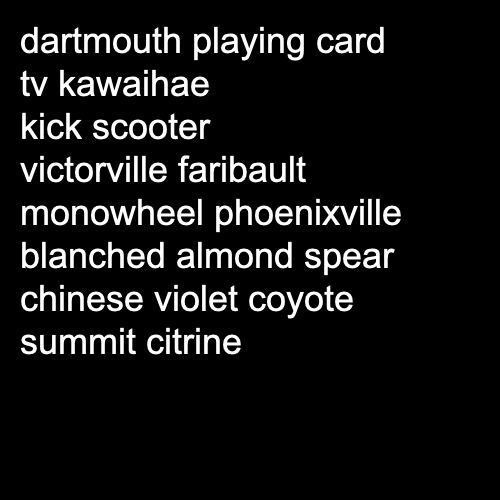 dartmouth playing card
tv kawaihae
kick scooter
victorville faribault
monowheel phoenixville
blanched almond spear
chinese violet coyote
summit citrine